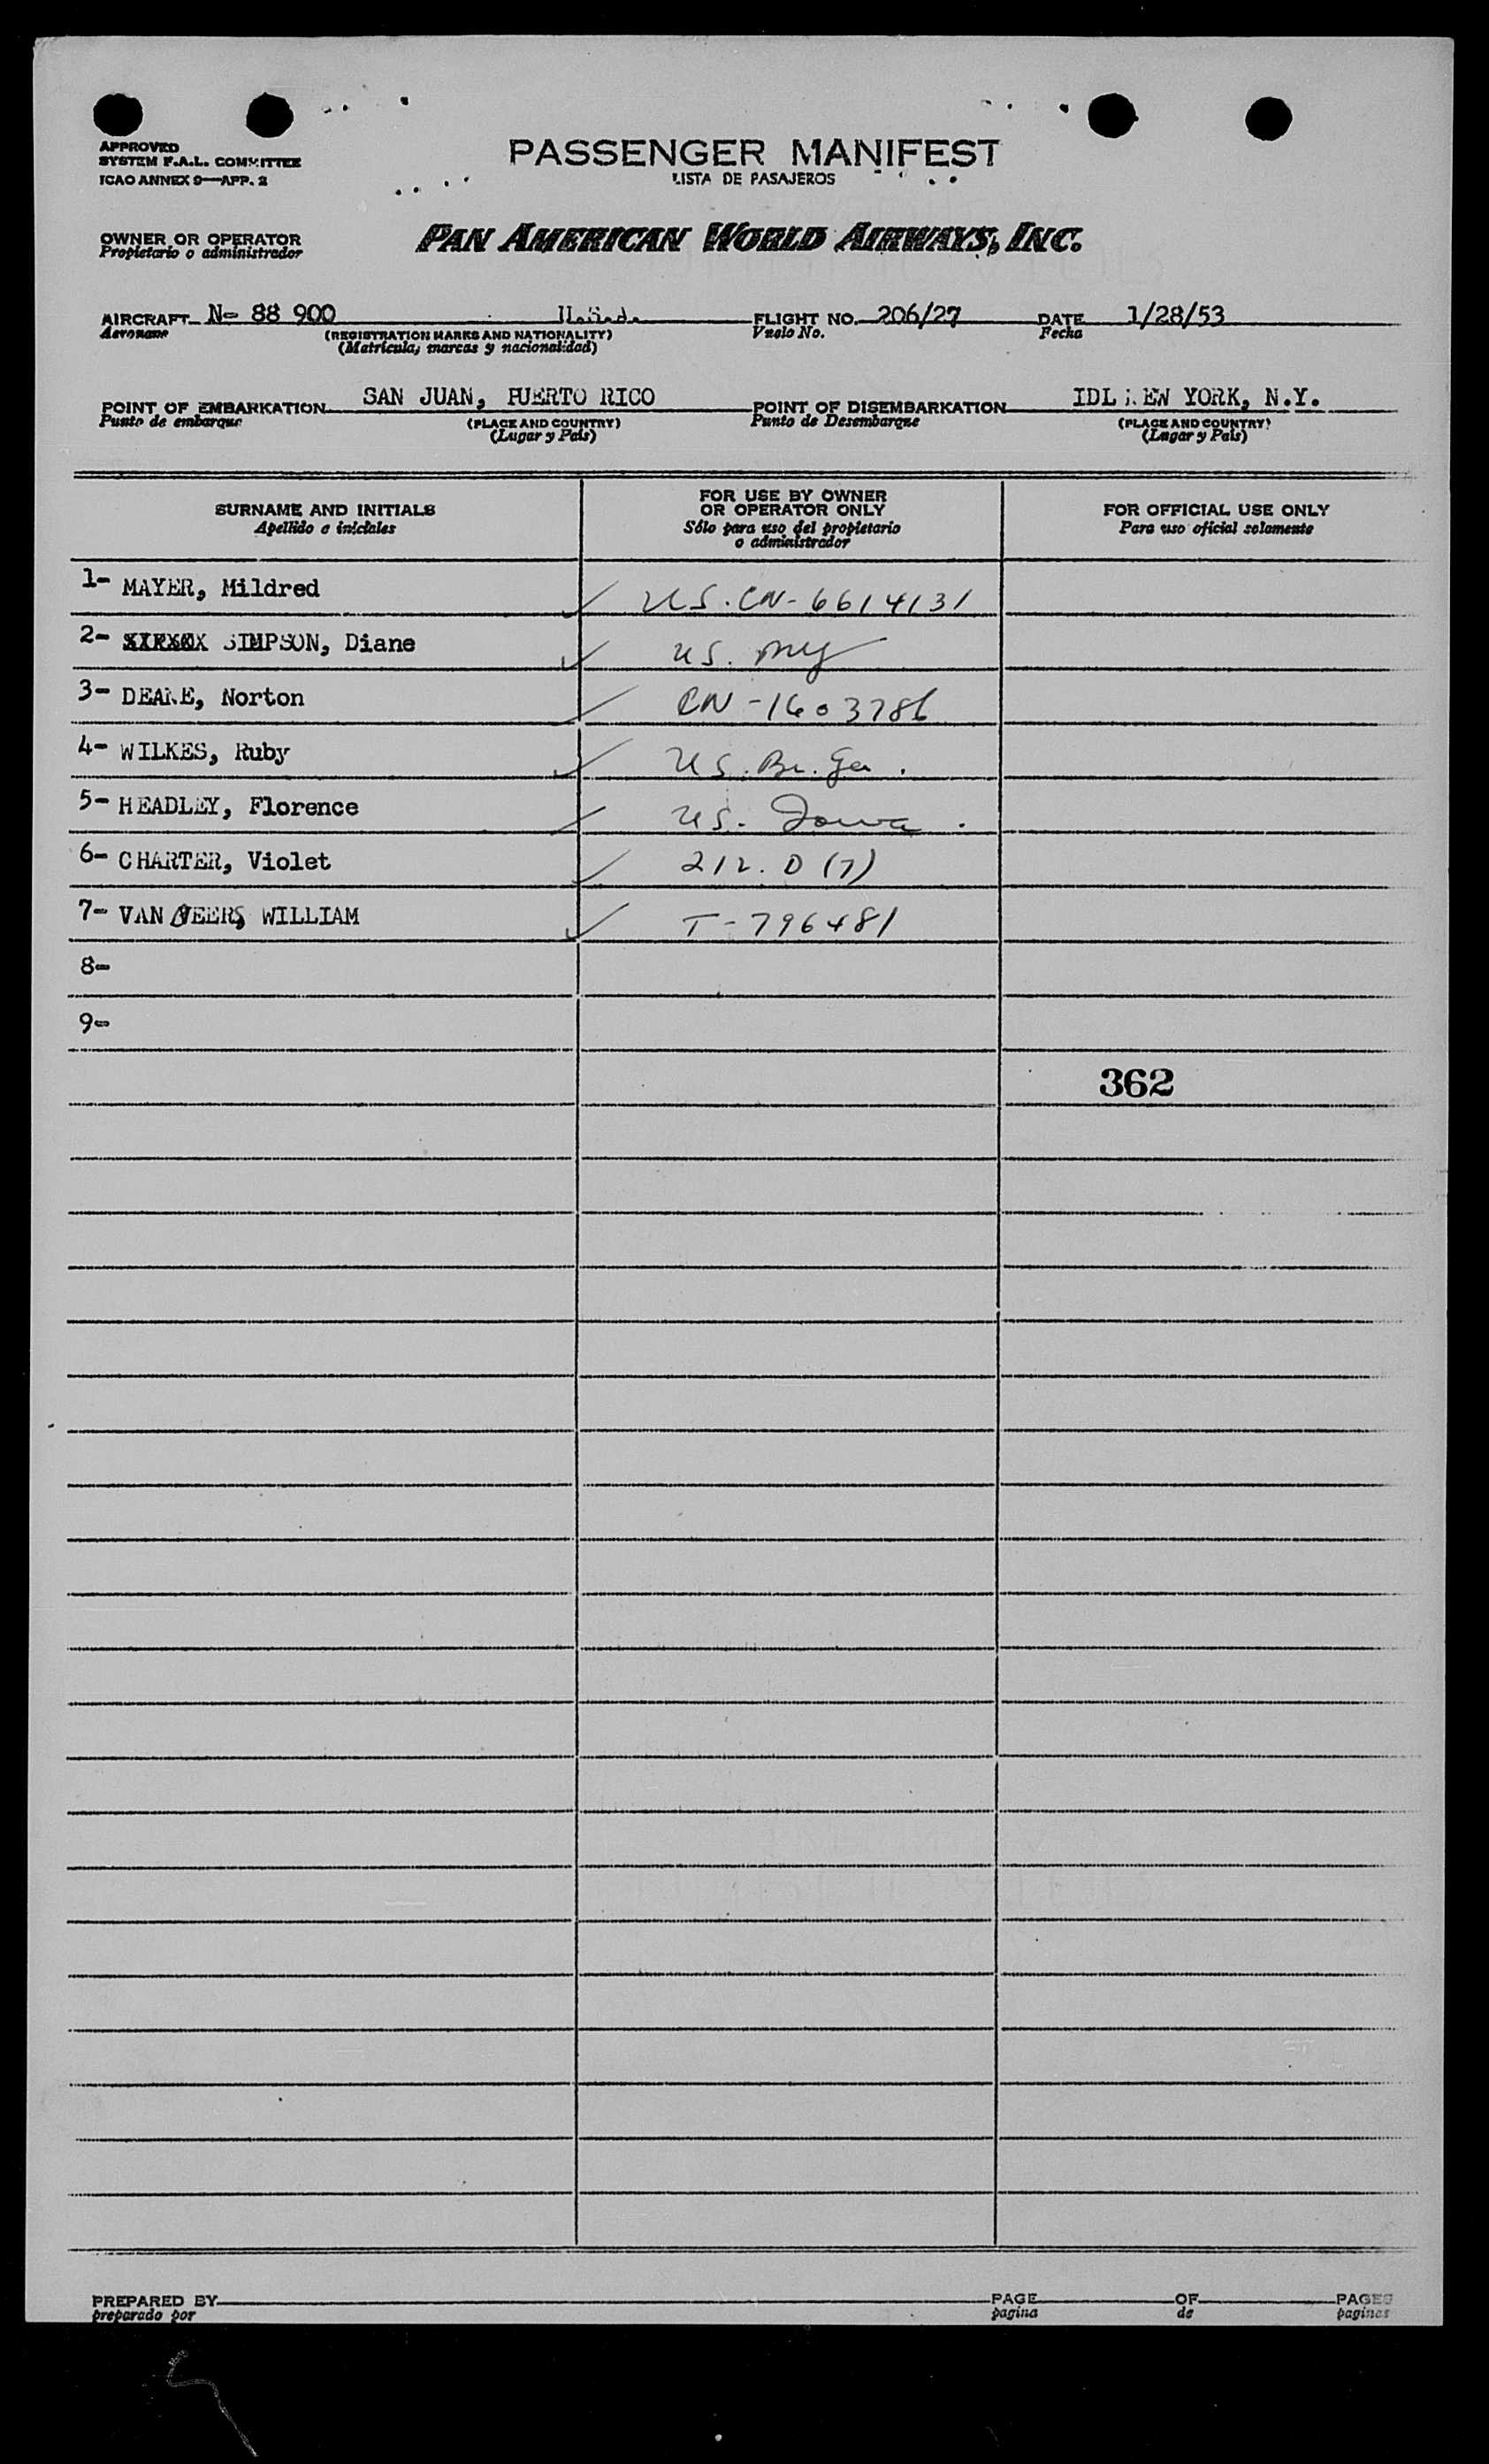 APPROVED
SYSTEM F.A.L. COMMITTEE
ICAO ANNEX 9—APP. 2
PASSENGER MANIFEST
LISTA DE PASAJEROS
OWNER OR OPERATOR
Propietario o administrador
PAN AMERICAN WORLD AIRWAYS, INC.
AIRCRAFT N- 88 900 FLIGHT NO. 206/27 DATE 1/28/53
Aeronave (REGISTRATION MARKS AND NATIONALITY) Vuelo No. Fecha
(Matrícula, marcas y nacionalidad)
POINT OF EMBARKATION SAN JUAN, PUERTO RICO POINT OF DISEMBARKATION IDL NEW YORK, N.Y.
Punto de embarque (PLACE AND COUNTRY) Punto de Desembarque (PLACE AND COUNTRY)
(Lugar y País) (Lugar y País)
SURNAME AND INITIALS
Apellido e iniciales
FOR USE BY OWNER
OR OPERATOR ONLY
Sólo para uso del propietario
o administrador
FOR OFFICIAL USE ONLY
Para uso oficial solamente
1- MAYER, Mildred US. CN- 6614131
2- SIMPSON, Diane US. NY
3- DEANE, Norton CN -1603786
4- WILKES, Ruby US. Br. Ga.
5- HEADLEY, Florence US. Iowa.
6- CHARTER, Violet 212. D (7)
7- VAN BEERS, WILLIAM T-796481
8-
9-
362
PREPARED BY PAGE OF PAGES
preparado por pagina de paginas